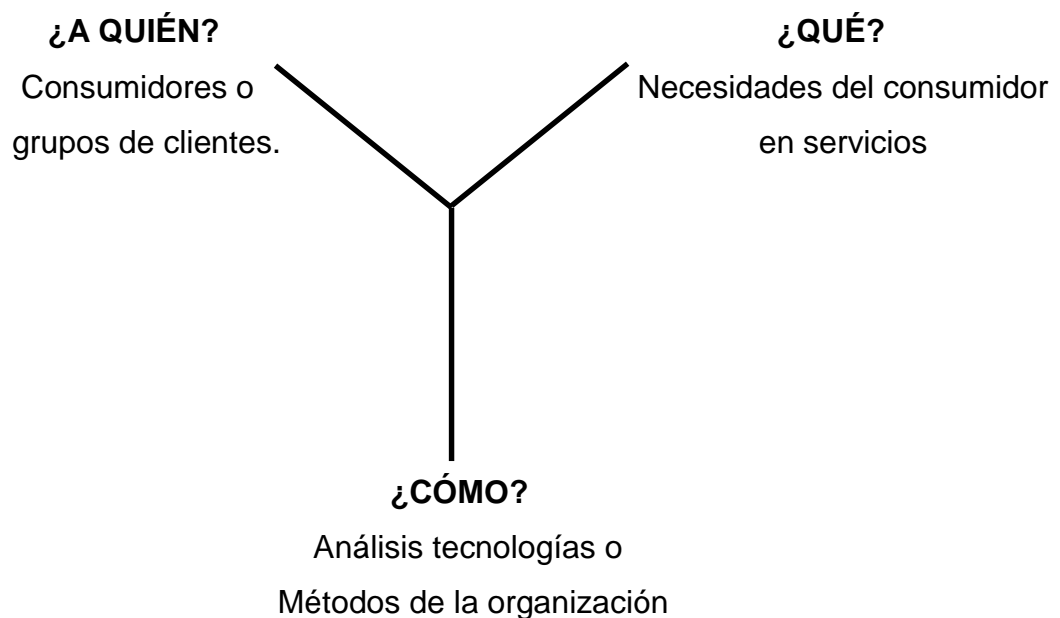 ¿A QUIÉN?
Consumidores o
grupos de clientes.
¿QUÉ?
Necesidades del consumidor
en servicios
¿CÓMO?
Análisis tecnologías o
Métodos de la organización